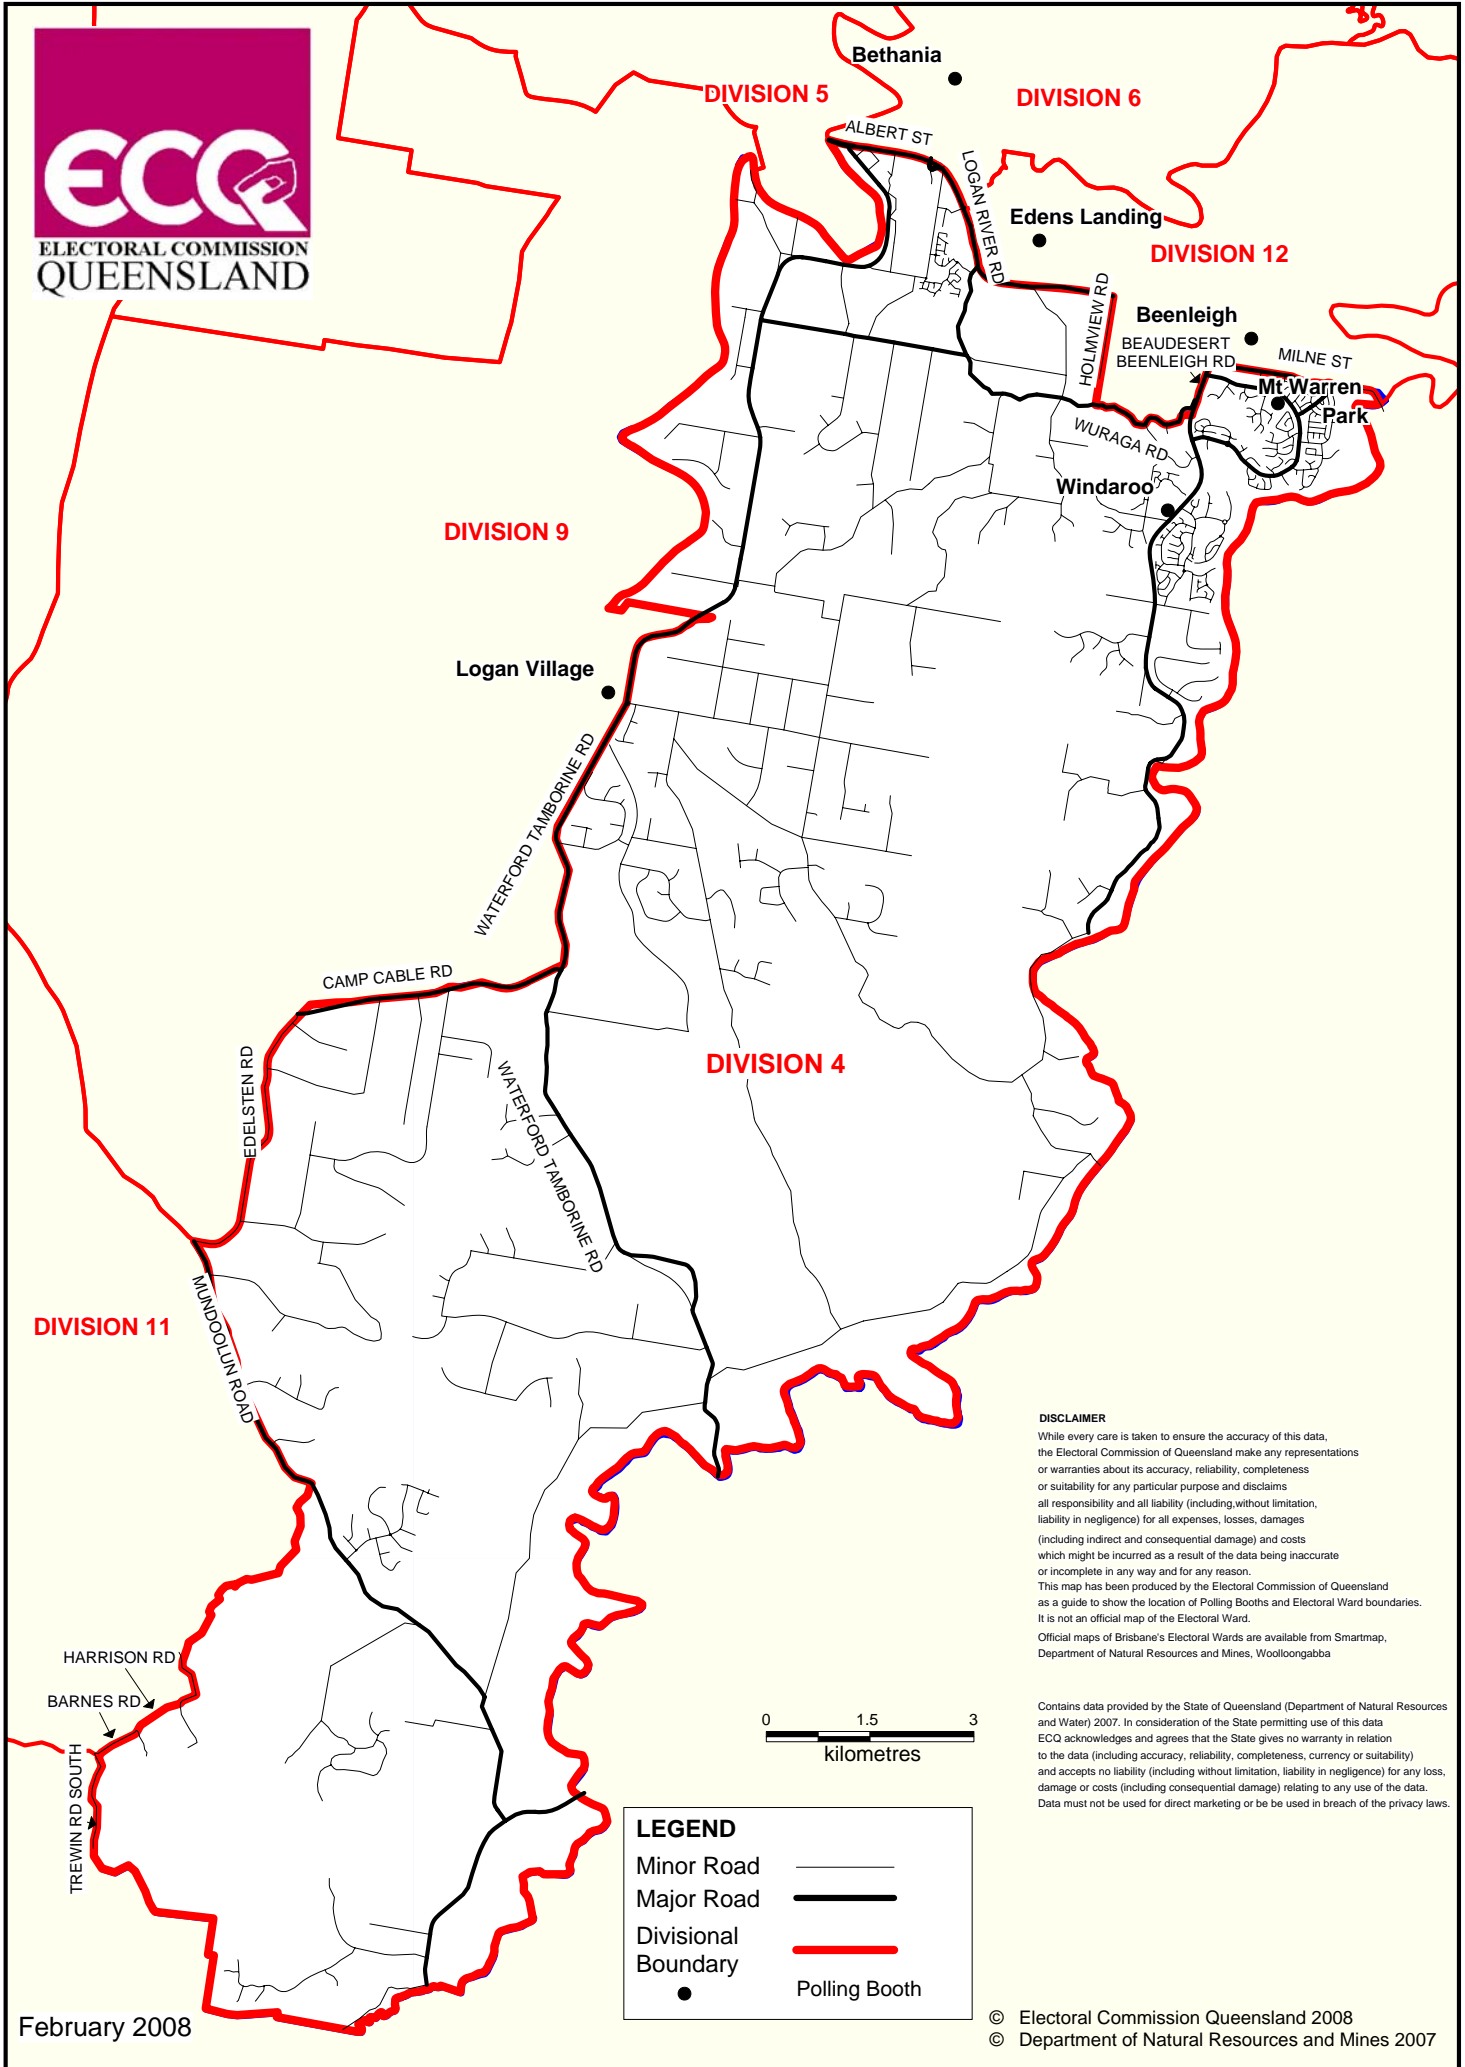 ECQ
ELECTORAL COMMISSION
QUEENSLAND
Bethania
DIVISION 5
DIVISION 6
ALBERT ST
LOGAN RIVER RD
Edens Landing
DIVISION 12
HOLMVIEW RD
Beenleigh
BEAUDESERT
BEENLEIGH RD
MILNE ST
Mt Warren
Park
WURAGA RD
Windaroo
DIVISION 9
Logan Village
WATERFORD TAMBORINE RD
CAMP CABLE RD
EDELSTEN RD
WATERFORD TAMBORINE RD
DIVISION 4
DIVISION 11
MUNDOOLUN ROAD
HARRISON RD
BARNES RD
TREWIN RD SOUTH
DISCLAIMER
While every care is taken to ensure the accuracy of this data,
the Electoral Commission of Queensland make any representations
or warranties about its accuracy, reliability, completeness
or suitability for any particular purpose and disclaims
all responsibility and all liability (including,without limitation,
liability in negligence) for all expenses, losses, damages
(including indirect and consequential damage) and costs
which might be incurred as a result of the data being inaccurate
or incomplete in any way and for any reason.
This map has been produced by the Electoral Commission of Queensland
as a guide to show the location of Polling Booths and Electoral Ward boundaries.
It is not an official map of the Electoral Ward.
Official maps of Brisbane's Electoral Wards are available from Smartmap,
Department of Natural Resources and Mines, Woolloongabba
Contains data provided by the State of Queensland (Department of Natural Resources
and Water) 2007. In consideration of the State permitting use of this data
ECQ acknowledges and agrees that the State gives no warranty in relation
to the data (including accuracy, reliability, completeness, currency or suitability)
and accepts no liability (including without limitation, liability in negligence) for any loss,
damage or costs (including consequential damage) relating to any use of the data.
Data must not be used for direct marketing or be be used in breach of the privacy laws.
0 1.5 3
kilometres
LEGEND
Minor Road
Major Road
Divisional
Boundary
Polling Booth
February 2008
© Electoral Commission Queensland 2008
© Department of Natural Resources and Mines 2007